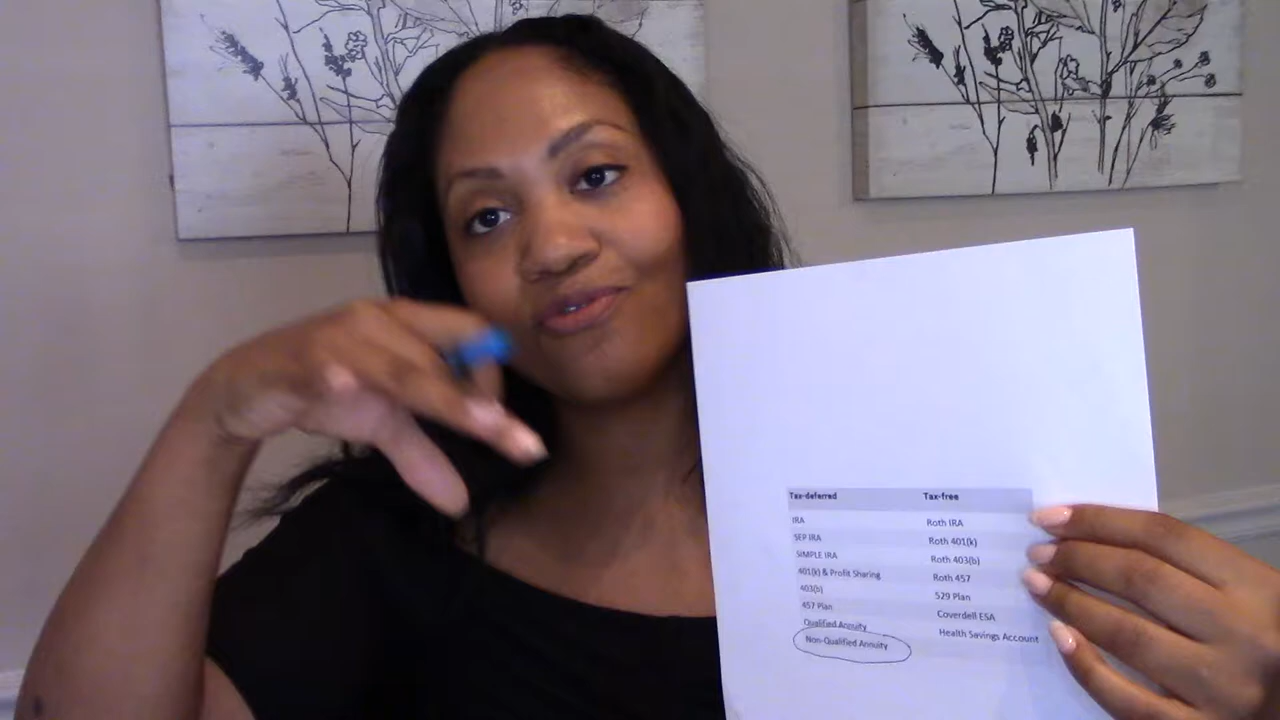 Tax-deferred Tax-free
IRA Roth IRA
SEP IRA Roth 401(k)
SIMPLE IRA Roth 403(b)
401(k) & Profit Sharing Roth 457
403(b) 529 Plan
457 Plan Coverdell ESA
Qualified Annuity Health Savings Account
Non-Qualified Annuity